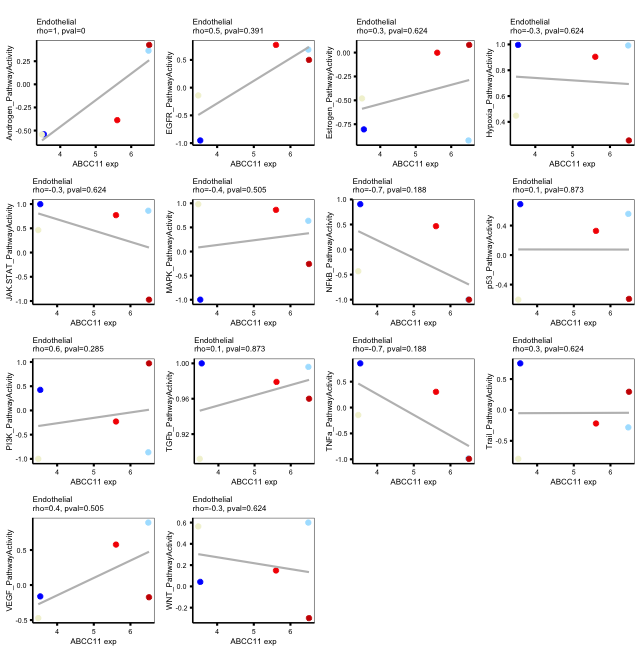 Endothelial
rho=1, pval=0
Androgen_PathwayActivity
0.25
0.00
-0.25
-0.50
4
5
6
ABCC11 exp
Endothelial
rho=0.5, pval=0.391
EGFR_PathwayActivity
0.5
0.0
-0.5
-1.0
4
5
6
ABCC11 exp
Endothelial
rho=0.3, pval=0.624
Estrogen_PathwayActivity
0.00
-0.25
-0.50
-0.75
4
5
6
ABCC11 exp
Endothelial
rho=-0.3, pval=0.624
Hypoxia_PathwayActivity
1.0
0.8
0.6
0.4
4
5
6
ABCC11 exp
Endothelial
rho=-0.3, pval=0.624
JAK.STAT_PathwayActivity
1.0
0.5
0.0
-0.5
-1.0
4
5
6
ABCC11 exp
Endothelial
rho=-0.4, pval=0.505
MAPK_PathwayActivity
1.0
0.5
0.0
-0.5
-1.0
4
5
6
ABCC11 exp
Endothelial
rho=-0.7, pval=0.188
NFkB_PathwayActivity
1.0
0.5
0.0
-0.5
-1.0
4
5
6
ABCC11 exp
Endothelial
rho=0.1, pval=0.873
p53_PathwayActivity
0.4
0.0
-0.4
4
5
6
ABCC11 exp
Endothelial
rho=0.6, pval=0.285
PI3K_PathwayActivity
1.0
0.5
0.0
-0.5
-1.0
4
5
6
ABCC11 exp
Endothelial
rho=0.1, pval=0.873
TGFb_PathwayActivity
1.00
0.96
0.92
4
5
6
ABCC11 exp
Endothelial
rho=-0.7, pval=0.188
TNFa_PathwayActivity
0.5
0.0
-0.5
-1.0
4
5
6
ABCC11 exp
Endothelial
rho=0.3, pval=0.624
Trail_PathwayActivity
0.5
0.0
-0.5
4
5
6
ABCC11 exp
Endothelial
rho=0.4, pval=0.505
VEGF_PathwayActivity
0.5
0.0
-0.5
4
5
6
ABCC11 exp
Endothelial
rho=-0.3, pval=0.624
WNT_PathwayActivity
0.6
0.4
0.2
0.0
-0.2
4
5
6
ABCC11 exp